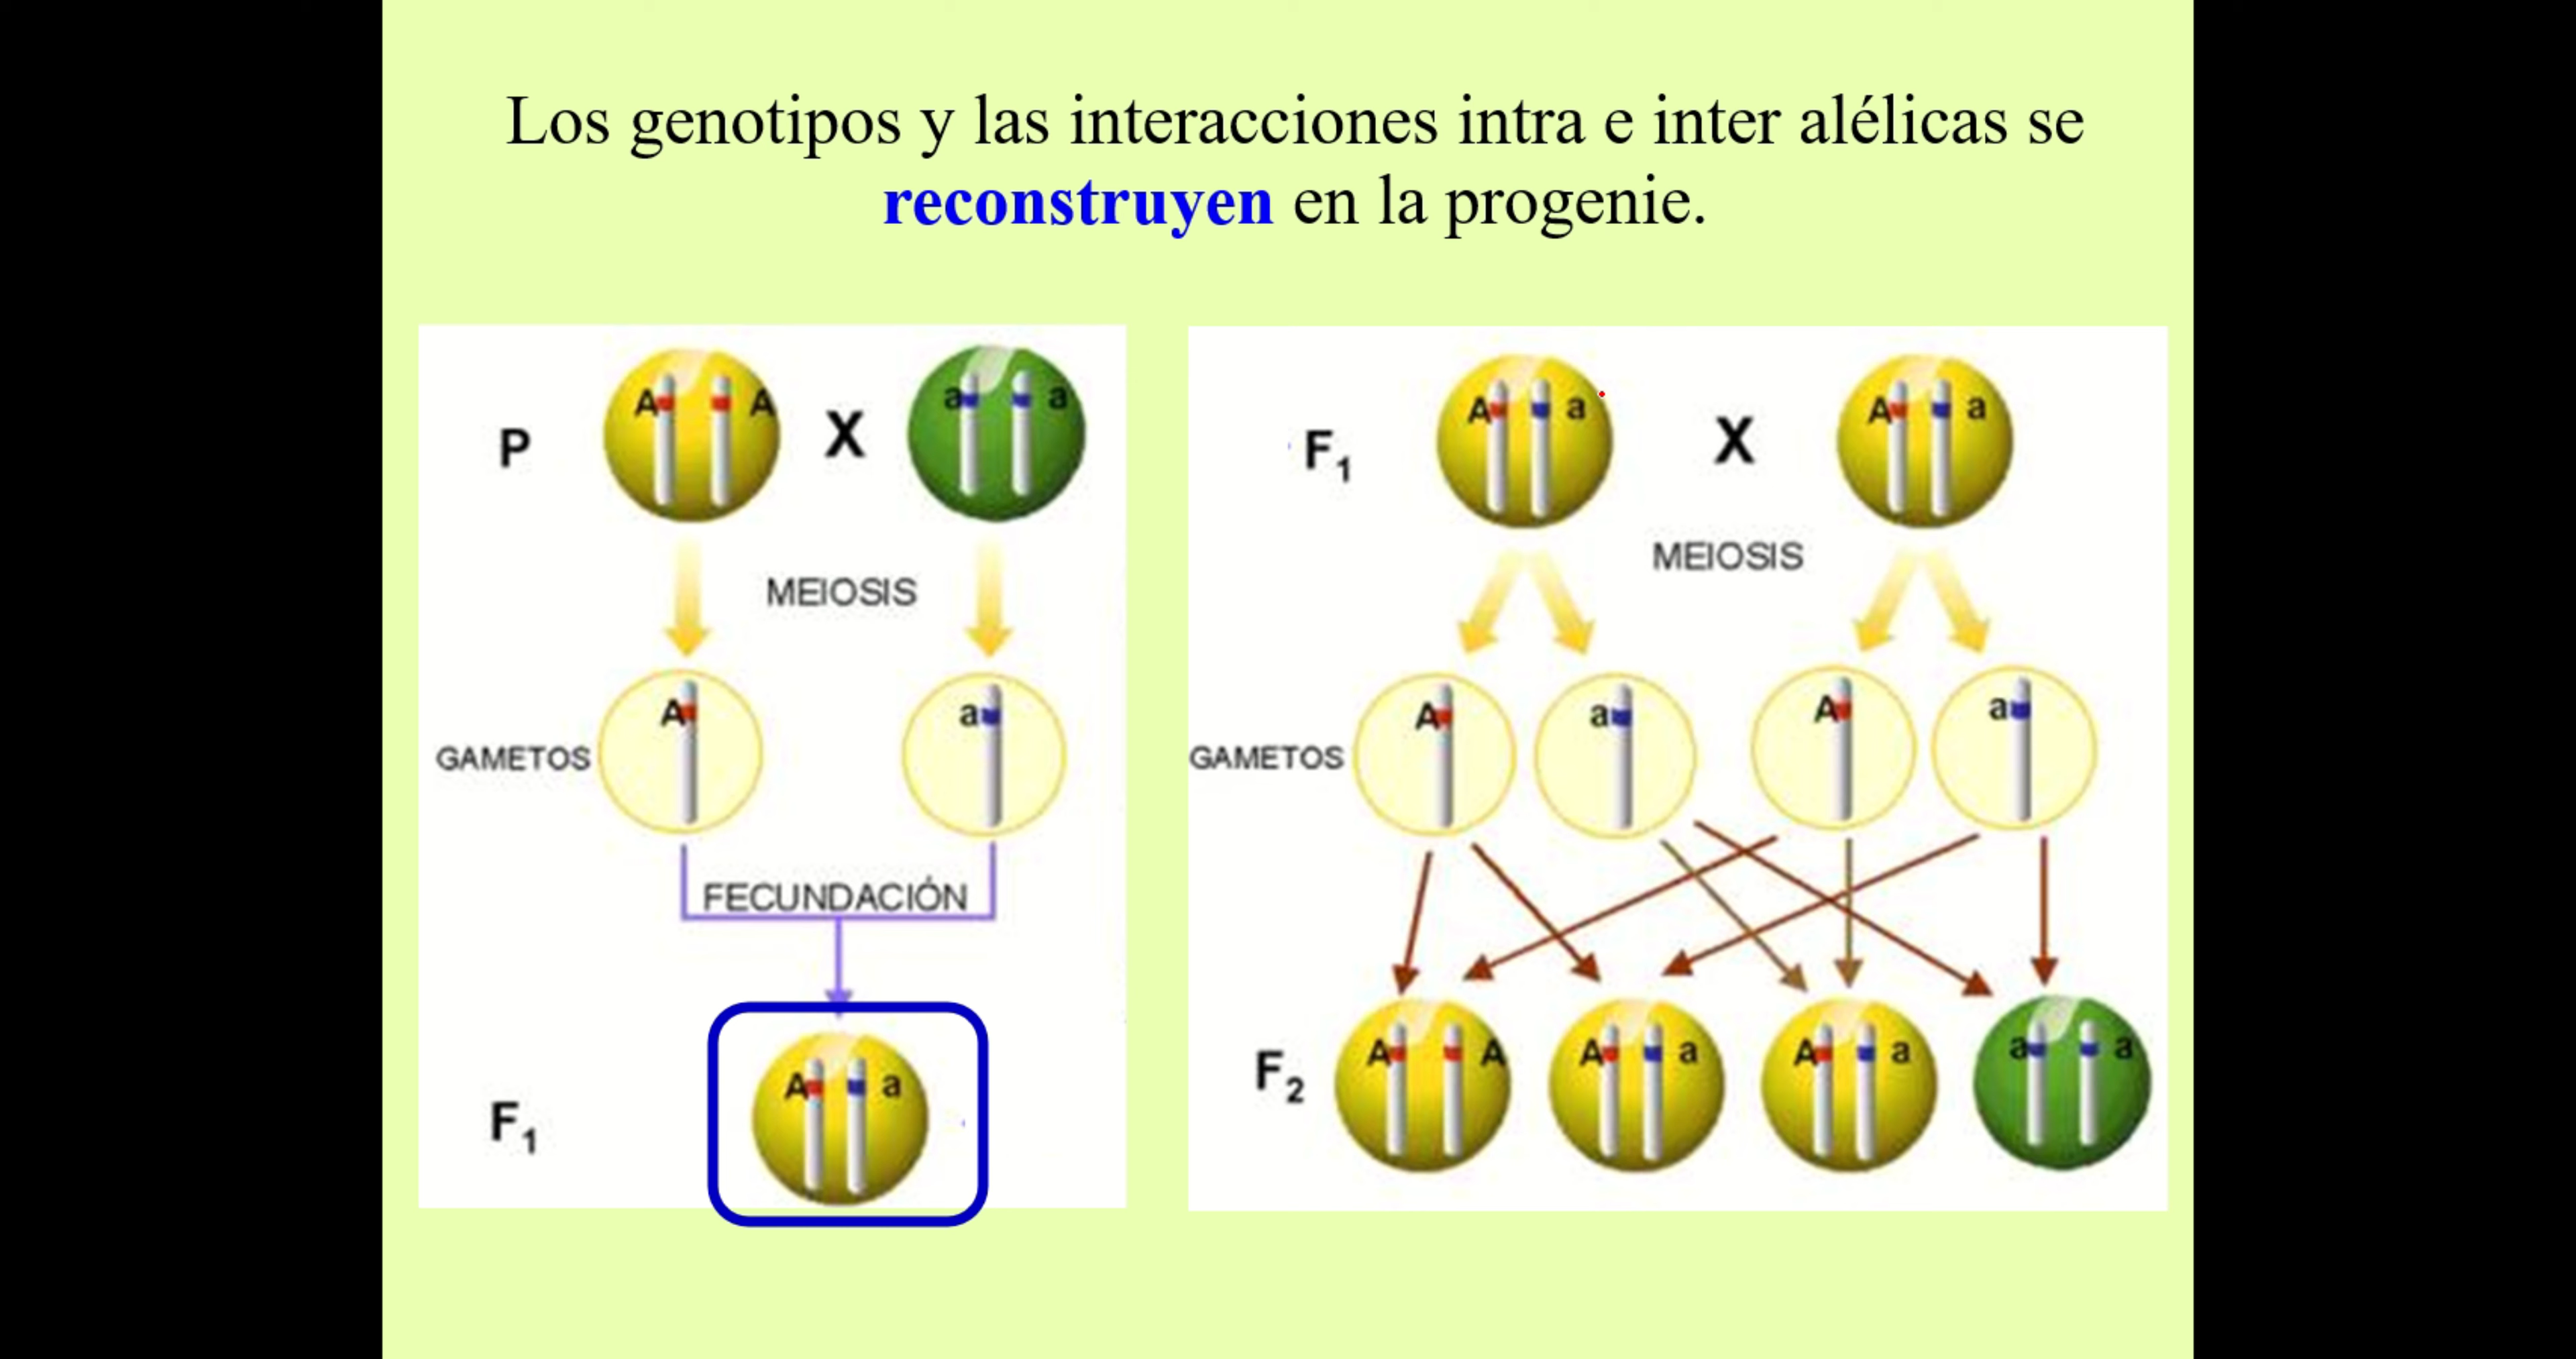 Los genotipos y las interacciones intra e inter alélicas se
reconstruyen en la progenie.
P
A A
X
a a
MEIOSIS
GAMETOS
A
a
FECUNDACIÓN
F1
A a
F1
A a
X
A a
MEIOSIS
GAMETOS
A
a
A
a
F2
A A
A a
A a
a a